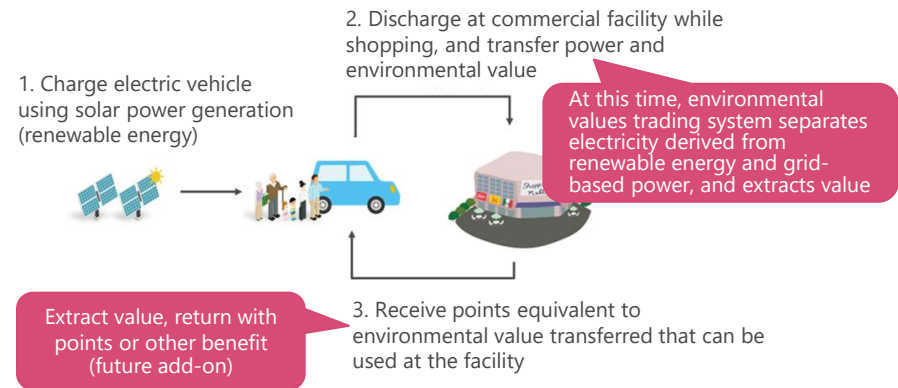 2. Discharge at commercial facility while
shopping, and transfer power and
environmental value
1. Charge electric vehicle
using solar power generation
(renewable energy)
At this time, environmental
values trading system separates
electricity derived from
renewable energy and grid-
based power, and extracts value
Shopping
Mall
Extract value, return with
points or other benefit
(future add-on)
3. Receive points equivalent to
environmental value transferred that can be
used at the facility